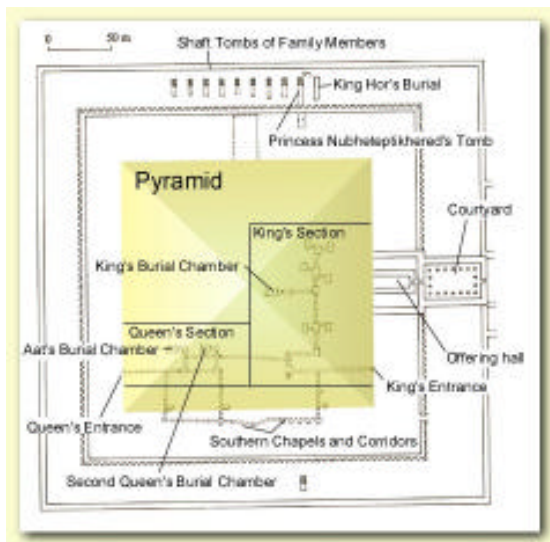 0 50 m
Shaft Tombs of Family Members
King Hor's Burial
Princess Nubheteptikhered's Tomb
Pyramid
Courtyard
King's Section
King's Burial Chamber
Queen's Section
Aat's Burial Chamber
Offering hall
King's Entrance
Queen's Entrance
Southern Chapels and Corridors
Second Queen's Burial Chamber